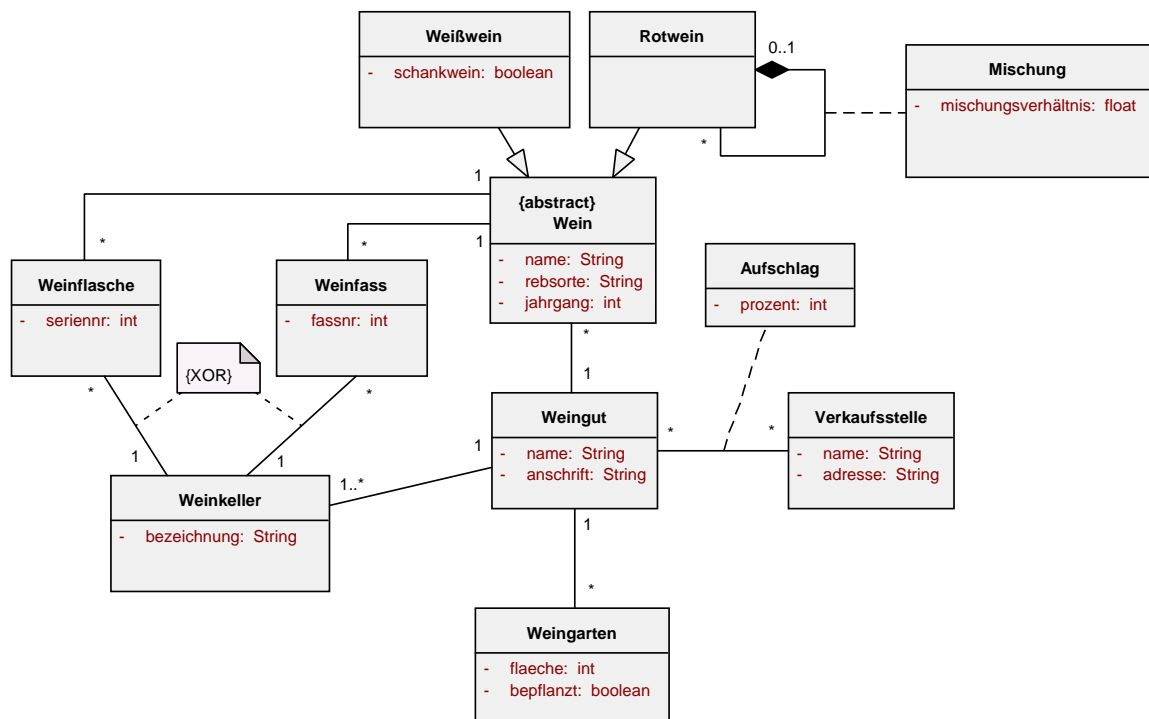 Weißwein
- schankwein: boolean
Rotwein
0..1
*
Mischung
- mischungsverhältnis: float
{abstract}
Wein
- name: String
- rebsorte: String
- jahrgang: int
1
*
1
*
Weinflasche
- seriennr: int
Weinfass
- fassnr: int
Aufschlag
- prozent: int
{XOR}
*
*
1
1
*
1
Weingut
- name: String
- anschrift: String
*
*
Verkaufsstelle
- name: String
- adresse: String
1
1..*
Weinkeller
- bezeichnung: String
1
*
Weingarten
- flaeche: int
- bepflanzt: boolean